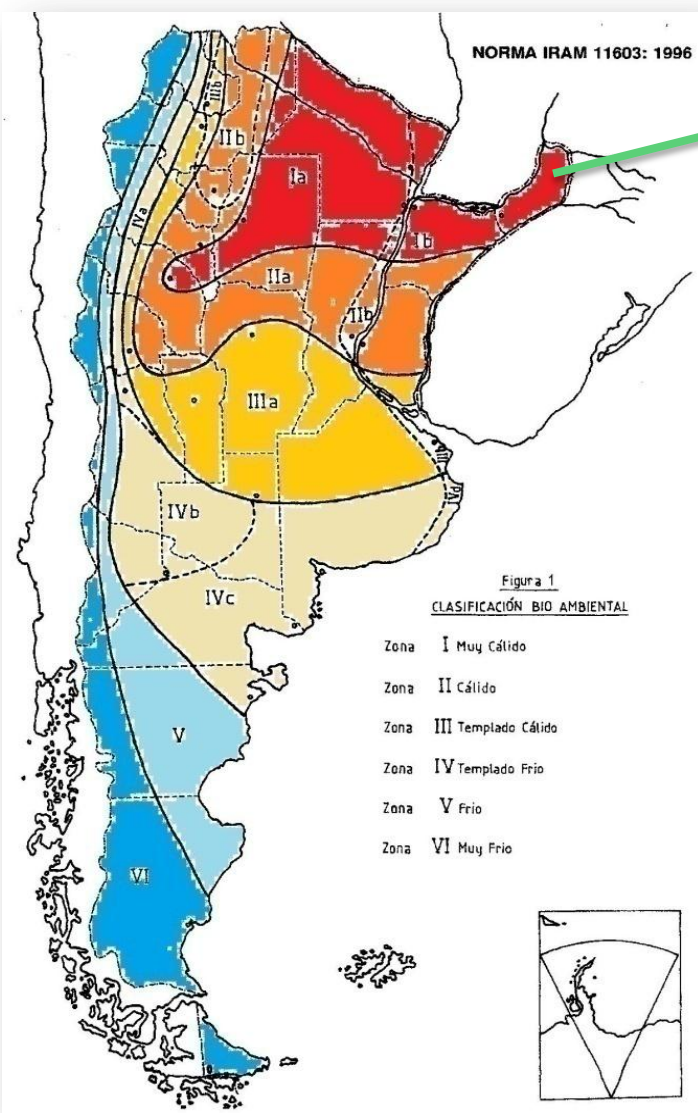 NORMA IRAM 11603: 1996
IIIb
IIb
Ia
IVa
Ib
IIa
IIb
IIIa
IVb
IVc
Figura 1
CLASIFICACIÓN BIO AMBIENTAL
Zona I Muy Cálido
Zona II Cálido
Zona III Templado Cálido
Zona IV Templado Frio
Zona V Frio
Zona VI Muy Frio
V
VI